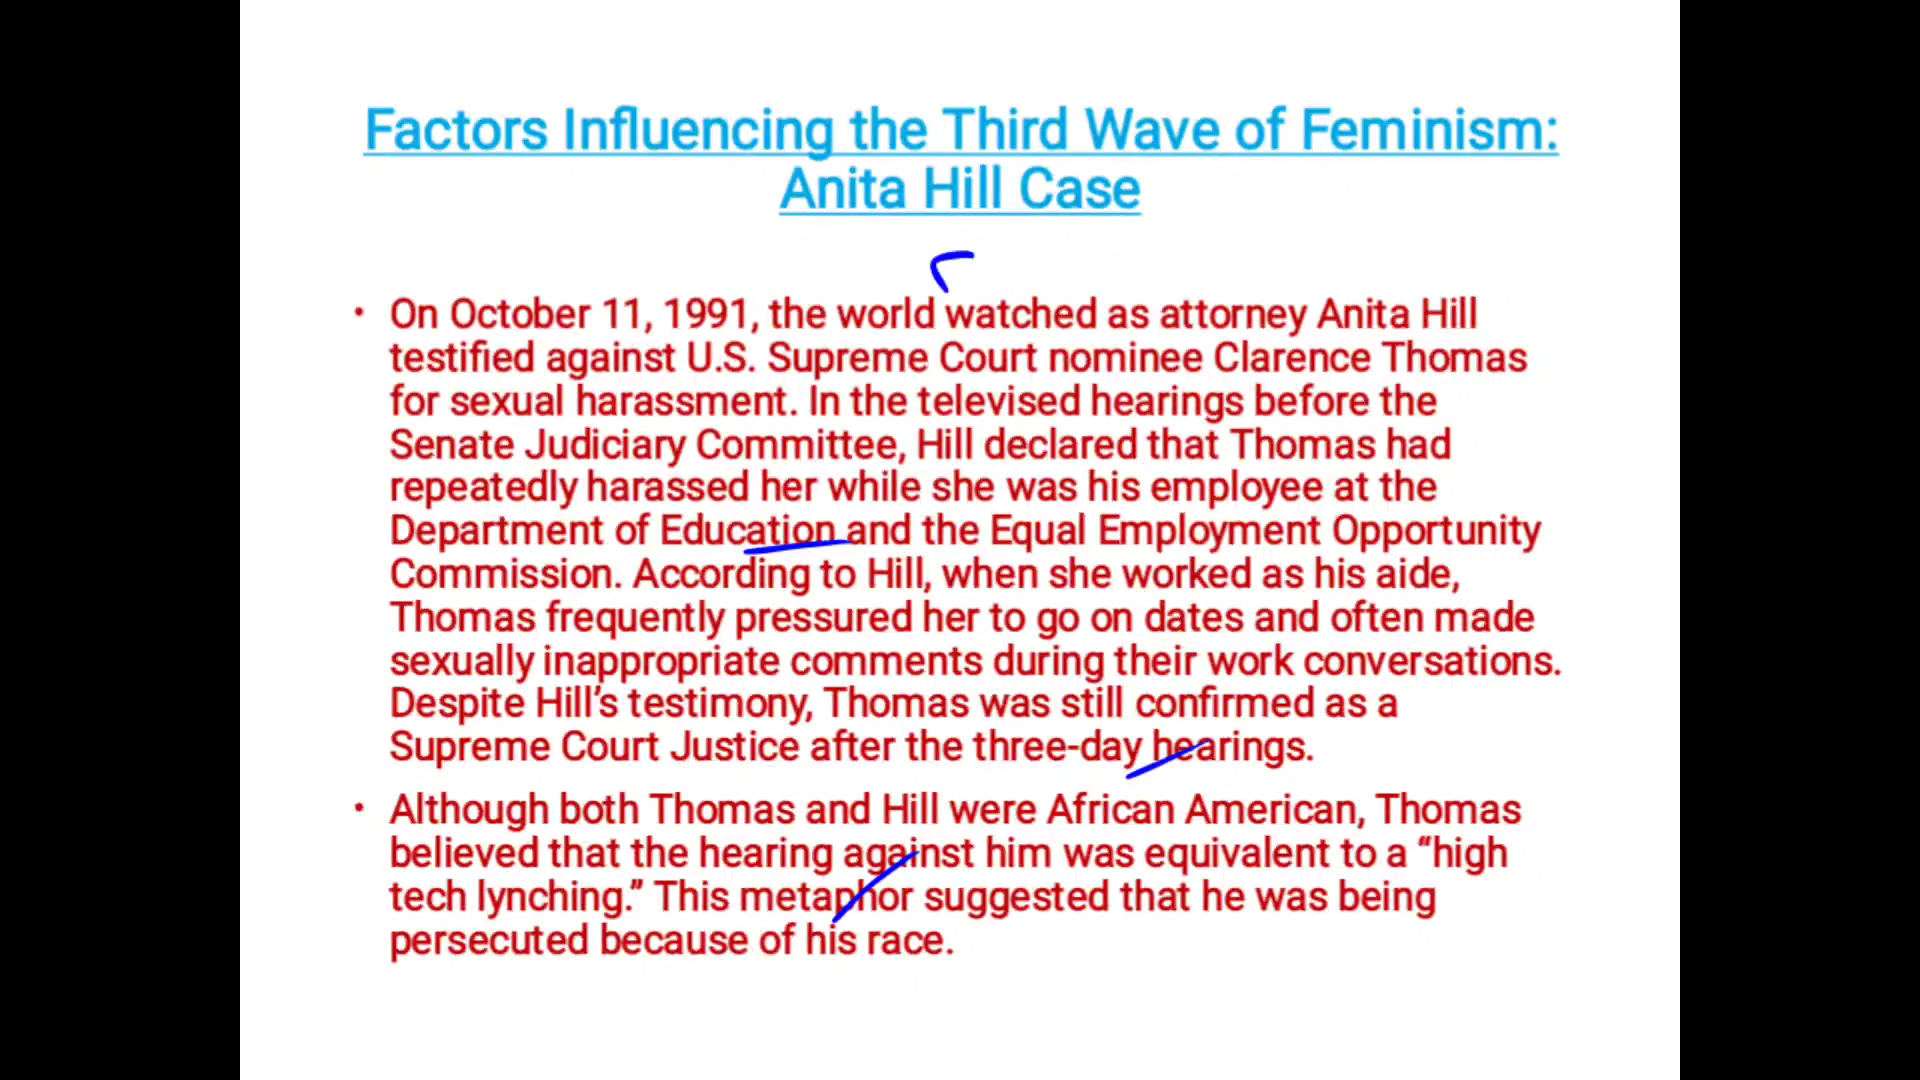 Factors Influencing the Third Wave of Feminism:
Anita Hill Case
• On October 11, 1991, the world watched as attorney Anita Hill
testified against U.S. Supreme Court nominee Clarence Thomas
for sexual harassment. In the televised hearings before the
Senate Judiciary Committee, Hill declared that Thomas had
repeatedly harassed her while she was his employee at the
Department of Education and the Equal Employment Opportunity
Commission. According to Hill, when she worked as his aide,
Thomas frequently pressured her to go on dates and often made
sexually inappropriate comments during their work conversations.
Despite Hill’s testimony, Thomas was still confirmed as a
Supreme Court Justice after the three-day hearings.
• Although both Thomas and Hill were African American, Thomas
believed that the hearing against him was equivalent to a “high
tech lynching.” This metaphor suggested that he was being
persecuted because of his race.